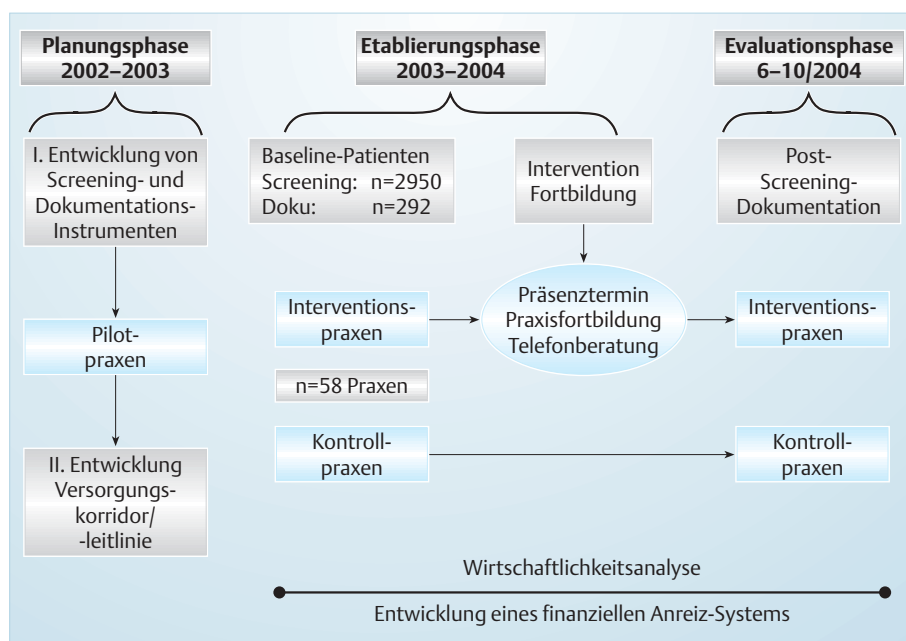 Planungsphase
2002–2003
I. Entwicklung von
Screening- und
Dokumentations-
Instrumenten
Pilot-
praxen
II. Entwicklung
Versorgungs-
korridor/
-leitlinie
Etablierungsphase
2003–2004
Baseline-Patienten
Screening: n=2950
Doku: n=292
Intervention
Fortbildung
Interventions-
praxen
Präsenztermin
Praxisfortbildung
Telefonberatung
n=58 Praxen
Kontroll-
praxen
Evaluationsphase
6–10/2004
Post-
Screening-
Dokumentation
Interventions-
praxen
Kontroll-
praxen
Wirtschaftlichkeitsanalyse
Entwicklung eines finanziellen Anreiz-Systems